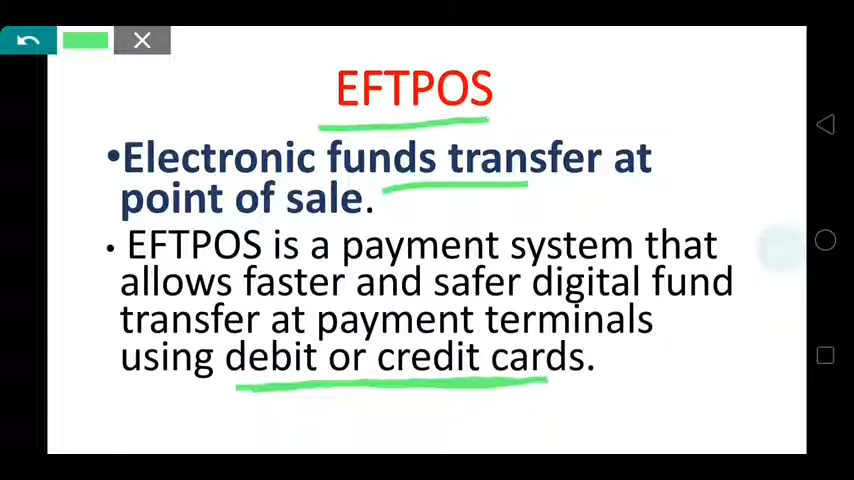 EFTPOS
•Electronic funds transfer at
point of sale.
• EFTPOS is a payment system that
allows faster and safer digital fund
transfer at payment terminals
using debit or credit cards.